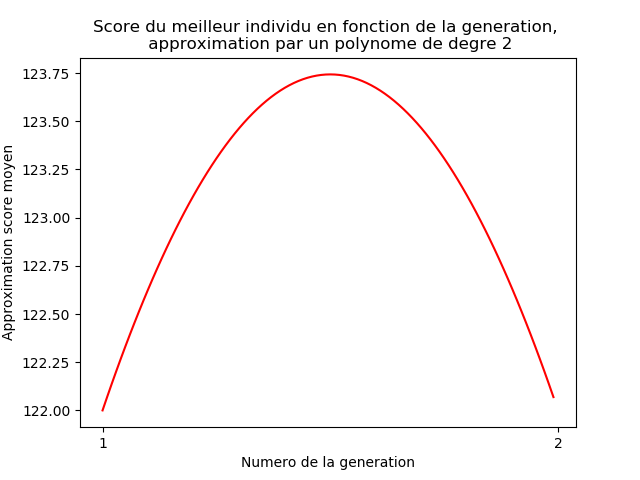 Score du meilleur individu en fonction de la generation,
approximation par un polynome de degre 2
Approximation score moyen
123.75
123.50
123.25
123.00
122.75
122.50
122.25
122.00
1 2
Numero de la generation